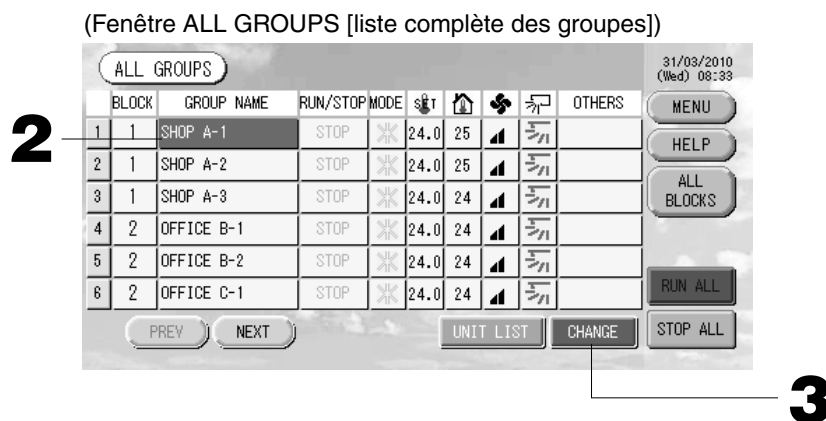 (Fenêtre ALL GROUPS [liste complète des groupes])
ALL GROUPS
31/03/2010
(Wed) 08:33
BLOCK GROUP NAME RUN/STOP MODE SET OTHERS
1 1 SHOP A-1 STOP 24.0 25
2 1 SHOP A-2 STOP 24.0 25
3 1 SHOP A-3 STOP 24.0 24
4 2 OFFICE B-1 STOP 24.0 24
5 2 OFFICE B-2 STOP 24.0 24
6 2 OFFICE C-1 STOP 24.0 24
MENU
HELP
ALL
BLOCKS
RUN ALL
STOP ALL
PREV NEXT UNIT LIST CHANGE
2
3